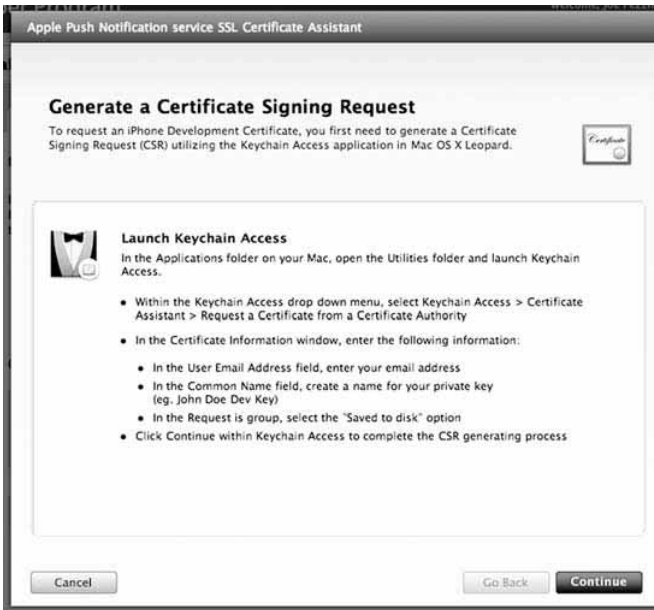 er Program
Apple Push Notification service SSL Certificate Assistant
Generate a Certificate Signing Request
To request an iPhone Development Certificate, you first need to generate a Certificate
Signing Request (CSR) utilizing the Keychain Access application in Mac OS X Leopard.
Certificate
Launch Keychain Access
In the Applications folder on your Mac, open the Utilities folder and launch Keychain
Access.
• Within the Keychain Access drop down menu, select Keychain Access > Certificate
Assistant > Request a Certificate from a Certificate Authority
• In the Certificate Information window, enter the following information:
• In the User Email Address field, enter your email address
• In the Common Name field, create a name for your private key
(eg. John Doe Dev Key)
• In the Request is group, select the "Saved to disk" option
• Click Continue within Keychain Access to complete the CSR generating process
Cancel
Go Back
Continue